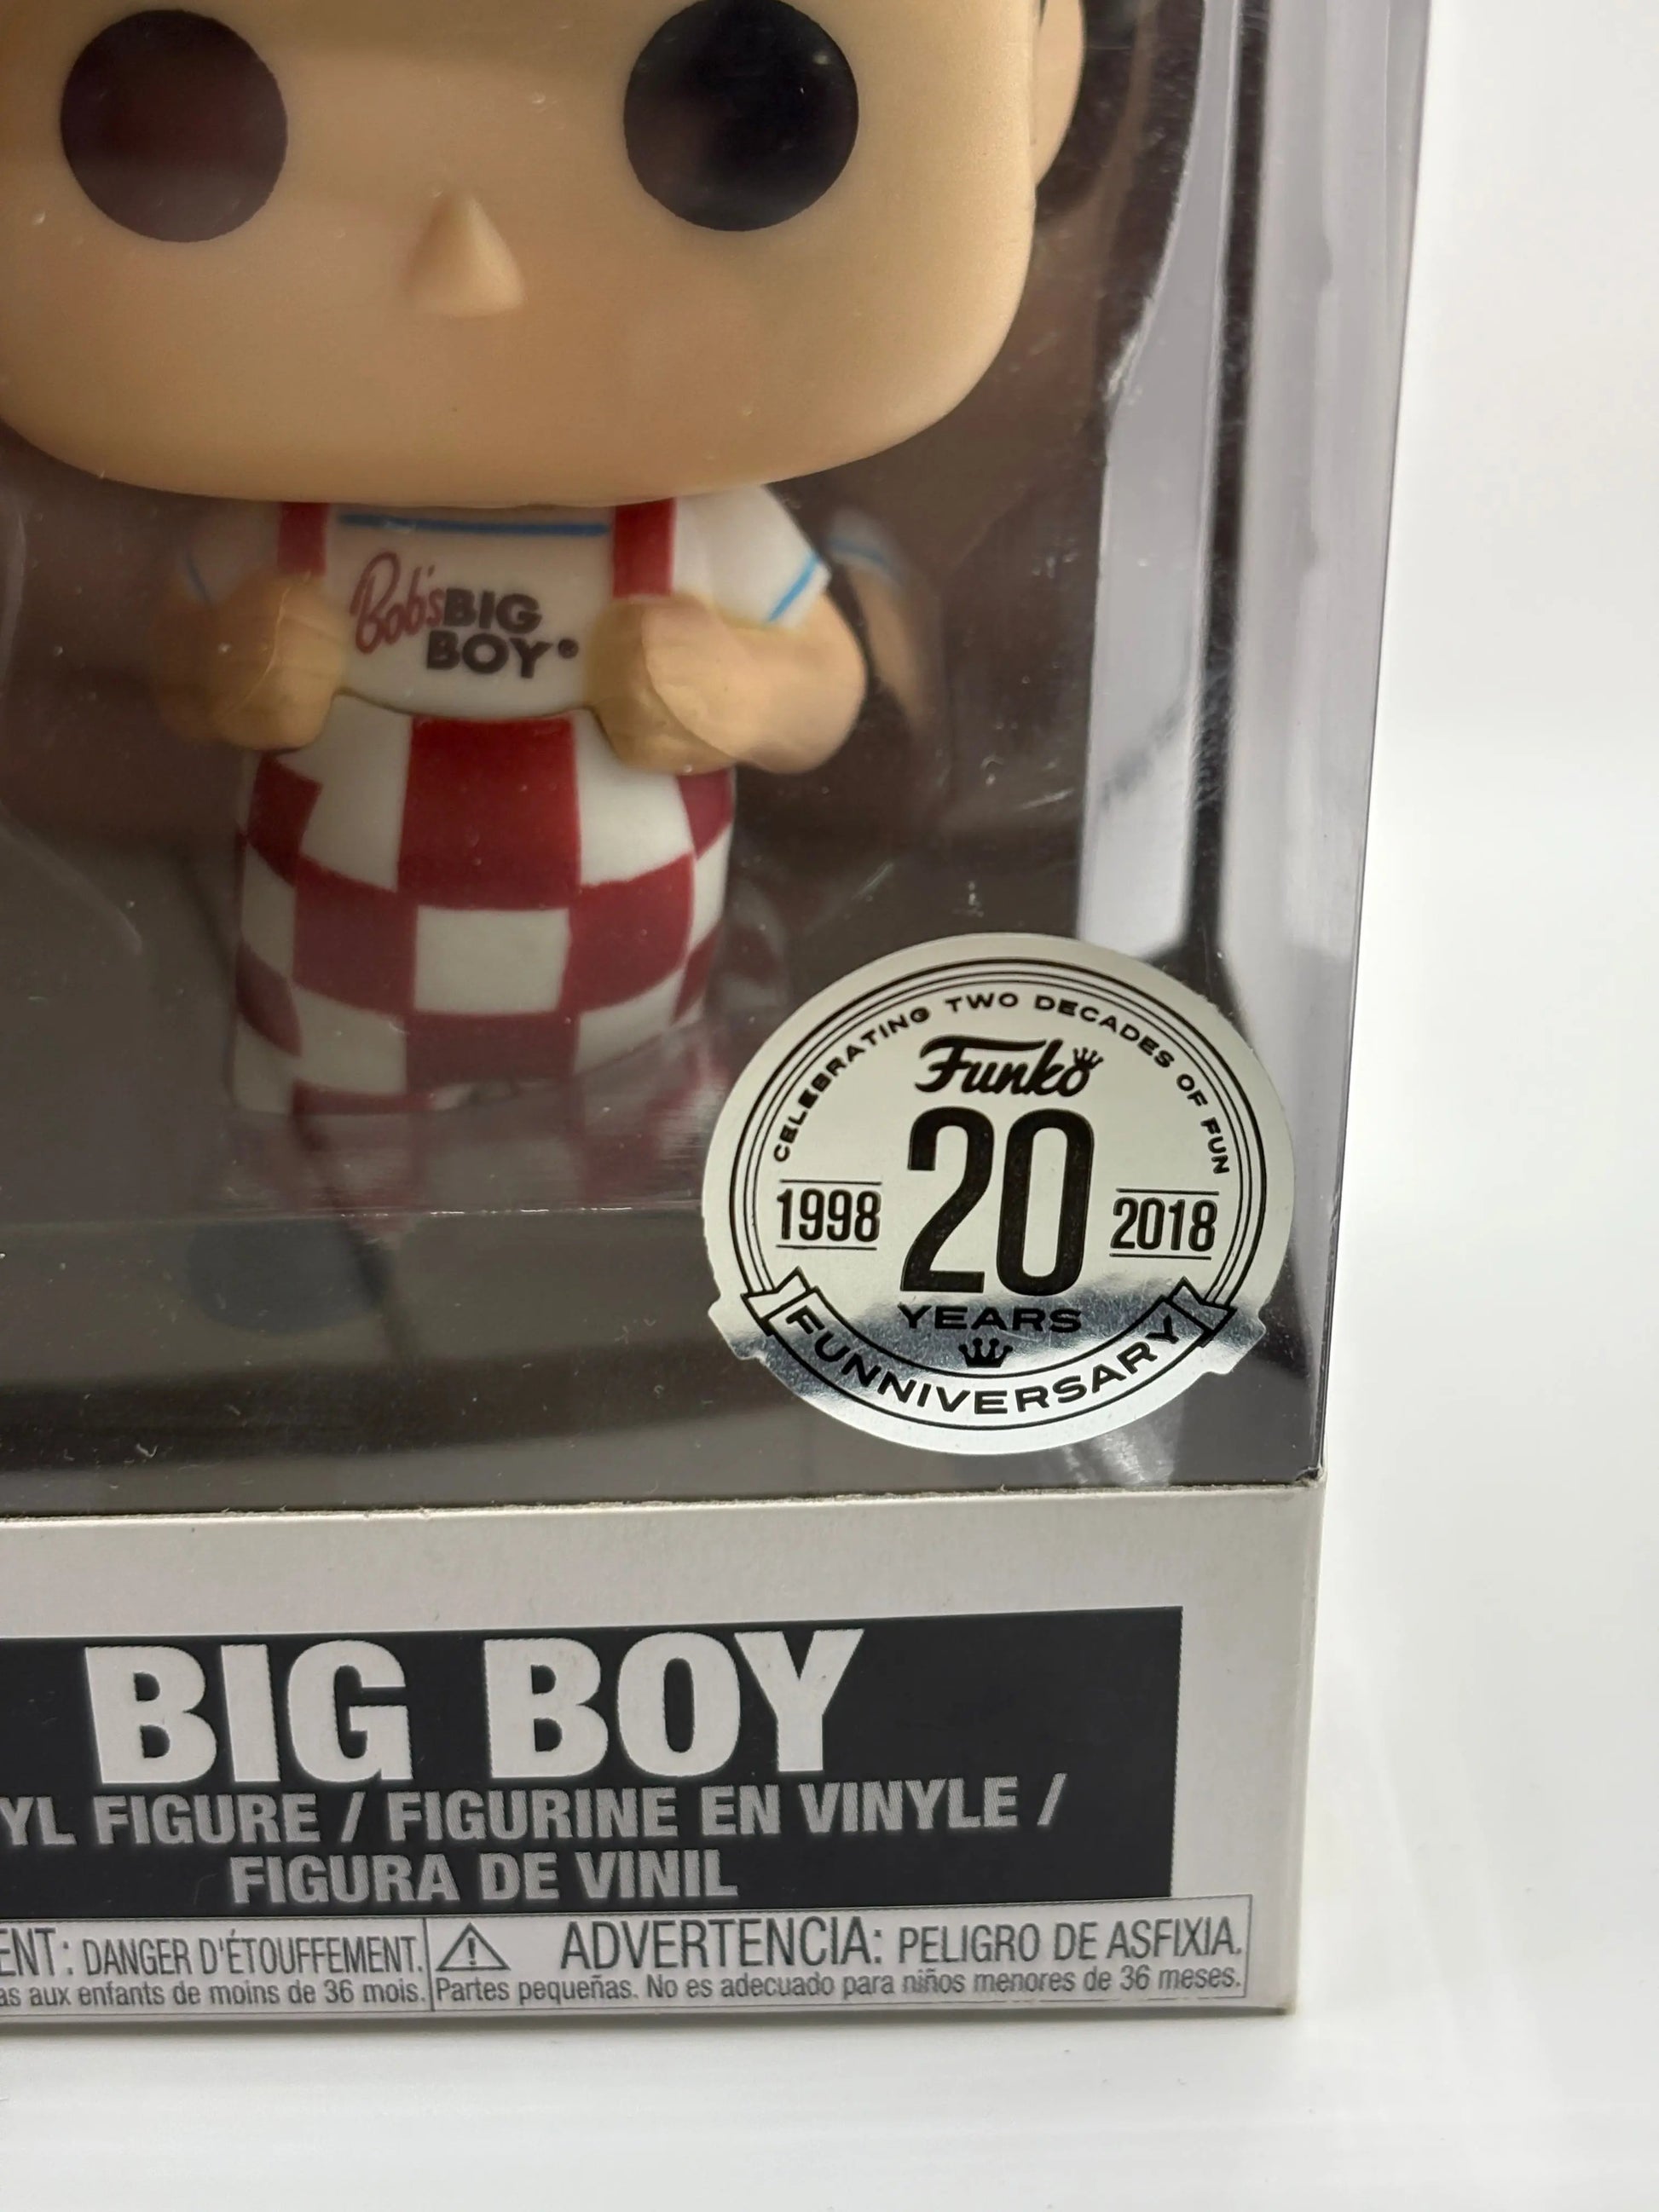 Bob's BIG
BOY®
CELEBRATING TWO DECADES OF FUN
Funko
1998 20 2018
YEARS
FUNNIVERSARY
BIG BOY
YL FIGURE / FIGURINE EN VINYLE /
FIGURA DE VINIL
ENT: DANGER D'ÉTOUFFEMENT.
as aux enfants de moins de 36 mois.
ADVERTENCIA: PELIGRO DE ASFIXIA.
Partes pequeñas. No es adecuado para niños menores de 36 meses.